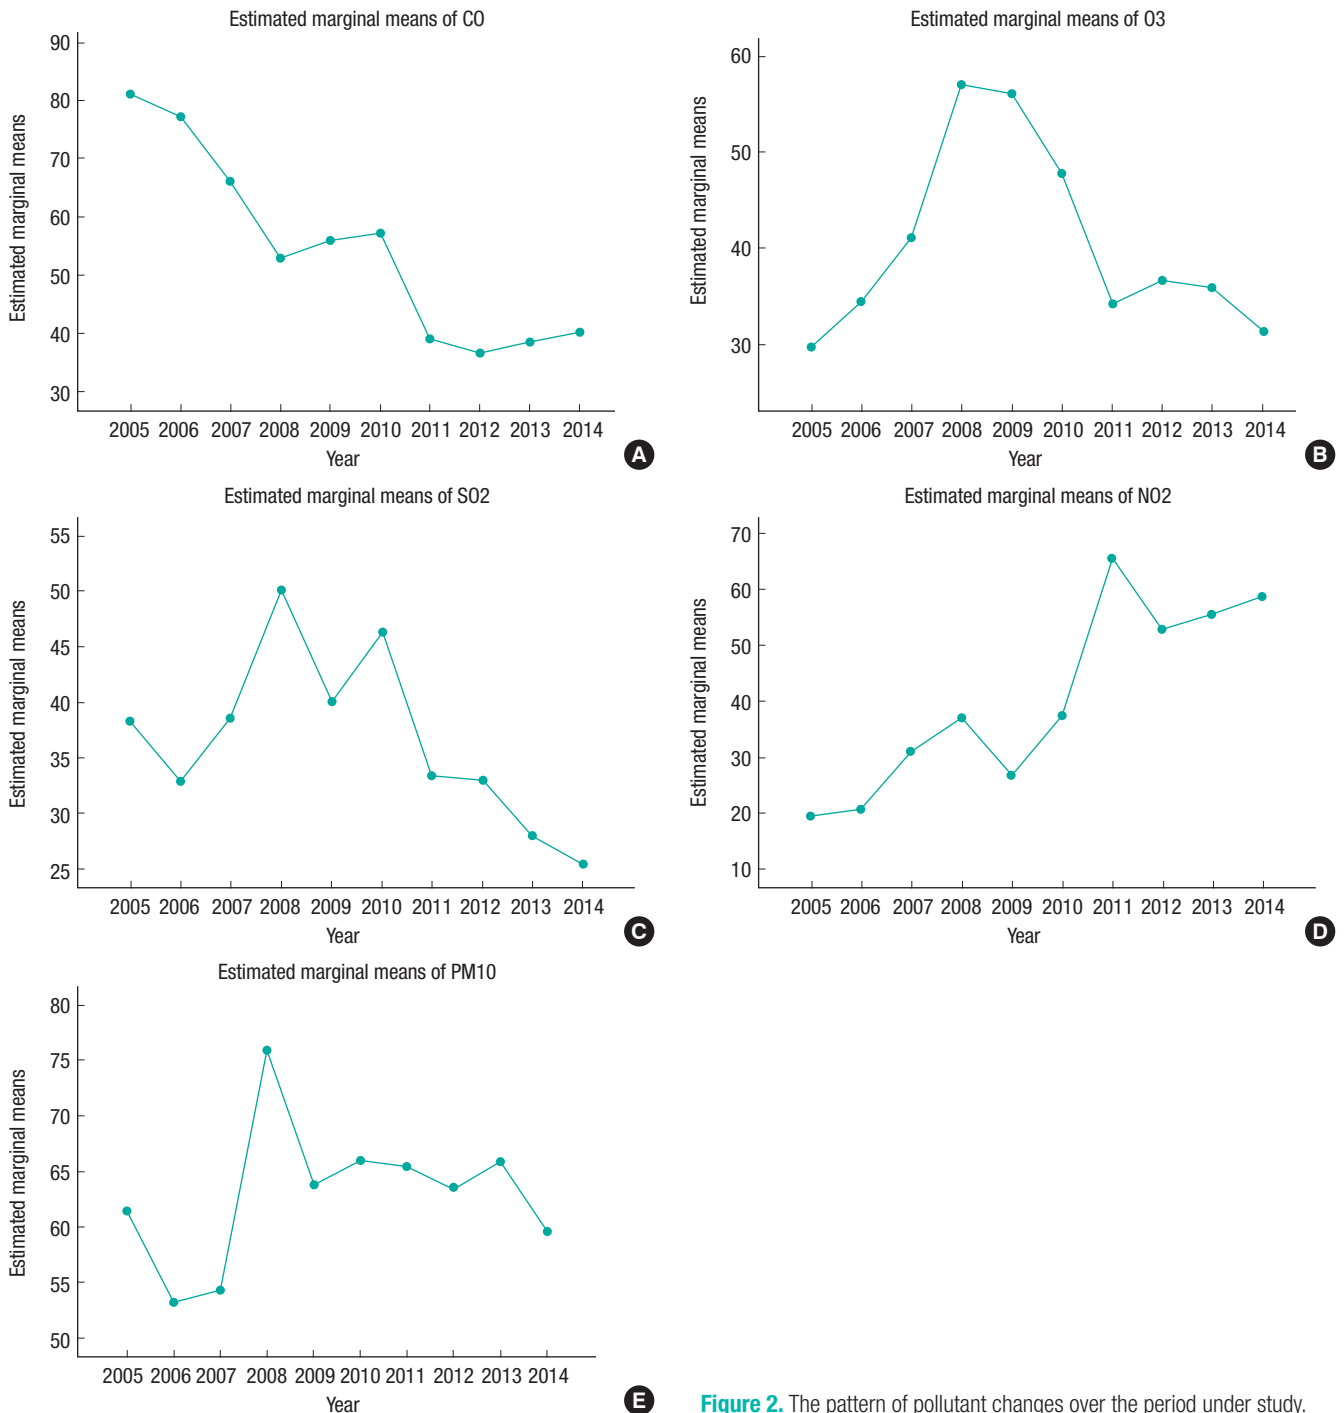 Estimated marginal means of CO
Estimated marginal means
90
80
70
60
50
40
30
2005 2006 2007 2008 2009 2010 2011 2012 2013 2014
Year
A
Estimated marginal means of O3
Estimated marginal means
60
50
40
30
2005 2006 2007 2008 2009 2010 2011 2012 2013 2014
Year
B
Estimated marginal means of SO2
Estimated marginal means
55
50
45
40
35
30
25
2005 2006 2007 2008 2009 2010 2011 2012 2013 2014
Year
C
Estimated marginal means of NO2
Estimated marginal means
70
60
50
40
30
20
10
2005 2006 2007 2008 2009 2010 2011 2012 2013 2014
Year
D
Estimated marginal means of PM10
Estimated marginal means
80
75
70
65
60
55
50
2005 2006 2007 2008 2009 2010 2011 2012 2013 2014
Year
E
Figure 2. The pattern of pollutant changes over the period under study.